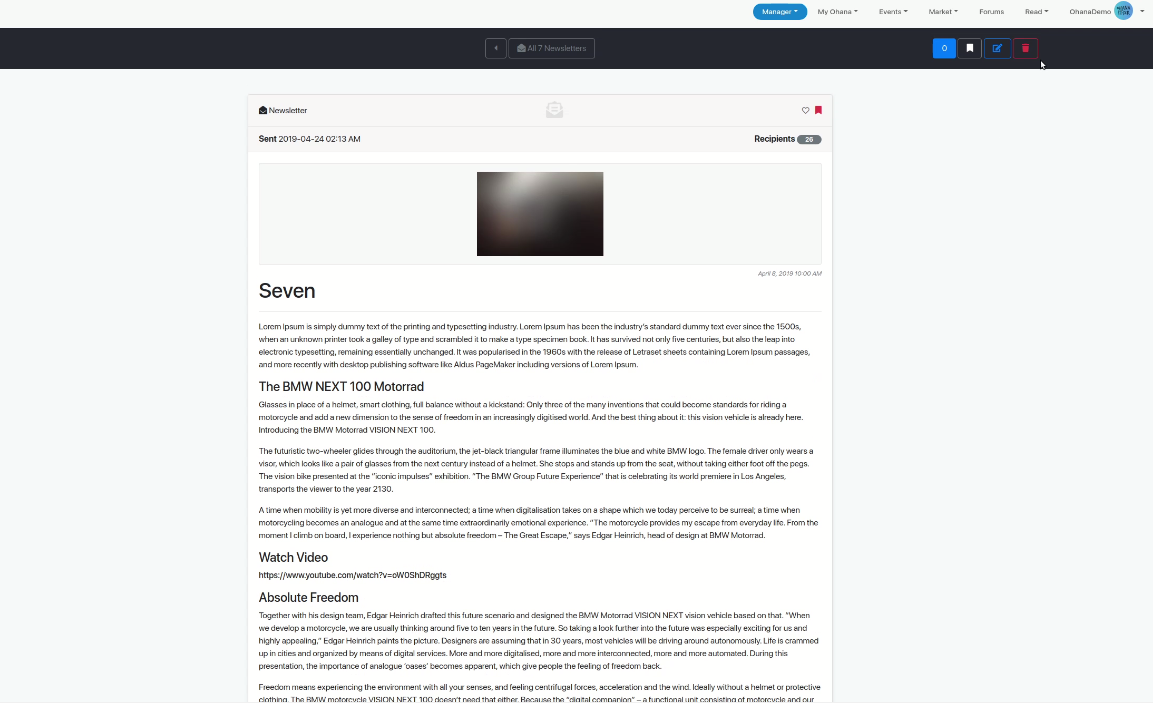 Manager My Ohana Events Market Forums Read OhanaDemo
All 7 Newsletters 0
Newsletter
Sent 2019-04-24 02:13 AM Recipients 26
April 8, 2019 10:00 AM
Seven
Lorem Ipsum is simply dummy text of the printing and typesetting industry. Lorem Ipsum has been the industry's standard dummy text ever since the 1500s,
when an unknown printer took a galley of type and scrambled it to make a type specimen book. It has survived not only five centuries, but also the leap into
electronic typesetting, remaining essentially unchanged. It was popularised in the 1960s with the release of Letraset sheets containing Lorem Ipsum passages,
and more recently with desktop publishing software like Aldus PageMaker including versions of Lorem Ipsum.
The BMW NEXT 100 Motorrad
Glasses in place of a helmet, smart clothing, full balance without a kickstand: Only three of the many inventions that could become standards for riding a
motorcycle and add a new dimension to the sense of freedom in an increasingly digitised world. And the best thing about it: this vision vehicle is already here.
Introducing the BMW Motorrad VISION NEXT 100.
The futuristic two-wheeler glides through the auditorium, the jet-black triangular frame illuminates the blue and white BMW logo. The female driver only wears a
visor, which looks like a pair of glasses from the next century instead of a helmet. She stops and stands up from the seat, without taking either foot off the pegs.
The vision bike presented at the "iconic impulses" exhibition. "The BMW Group Future Experience" that is celebrating its world premiere in Los Angeles,
transports the viewer to the year 2130.
A time when mobility is yet more diverse and interconnected; a time when digitalisation takes on a shape which we today perceive to be surreal; a time when
motorcycling becomes an analogue and at the same time extraordinarily emotional experience. "The motorcycle provides my escape from everyday life. From the
moment I climb on board, I experience nothing but absolute freedom – The Great Escape," says Edgar Heinrich, head of design at BMW Motorrad.
Watch Video
https://www.youtube.com/watch?v=oW0ShDRggts
Absolute Freedom
Together with his design team, Edgar Heinrich drafted this future scenario and designed the BMW Motorrad VISION NEXT vision vehicle based on that. "When
we develop a motorcycle, we are usually thinking around five to ten years in the future. So taking a look further into the future was especially exciting for us and
highly appealing," Edgar Heinrich paints the picture. Designers are assuming that in 30 years, most vehicles will be driving around autonomously. Life is crammed
up in cities and organized by means of digital services. More and more digitalised, more and more interconnected, more and more automated. During this
presentation, the importance of analogue 'oases' becomes apparent, which give people the feeling of freedom back.
Freedom means experiencing the environment with all your senses, and feeling centrifugal forces, acceleration and the wind. Ideally without a helmet or protective
clothing. The BMW motorcycle VISION NEXT 100 doesn't need that either. Because the "digital companion" – a functional unit consisting of motorcycle and our